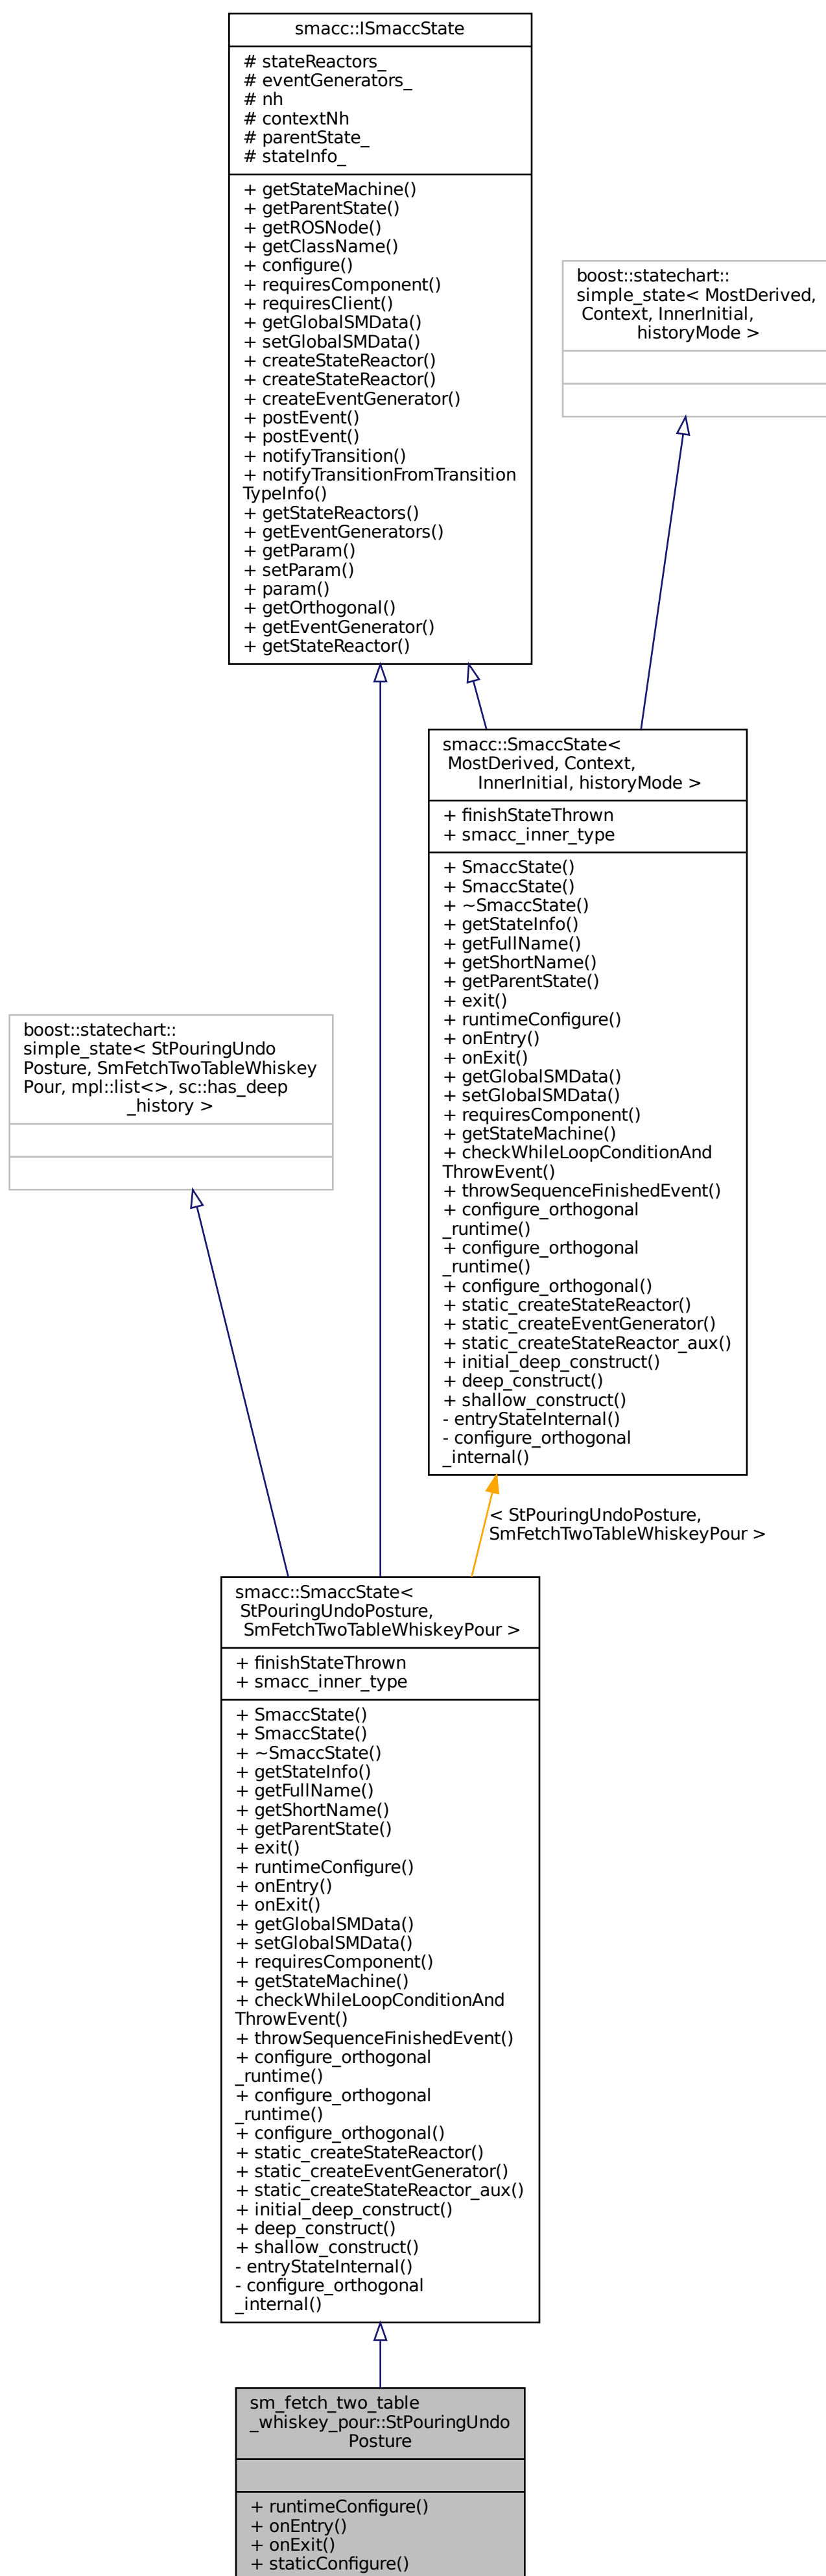 smacc::ISmaccState
# stateReactors_
# eventGenerators_
# nh
# contextNh
# parentState_
# stateInfo_
+ getStateMachine()
+ getParentState()
+ getROSNode()
+ getClassName()
+ configure()
+ requiresComponent()
+ requiresClient()
+ getGlobalSMData()
+ setGlobalSMData()
+ createStateReactor()
+ createStateReactor()
+ createEventGenerator()
+ postEvent()
+ postEvent()
+ notifyTransition()
+ notifyTransitionFromTransition
TypeInfo()
+ getStateReactors()
+ getEventGenerators()
+ getParam()
+ setParam()
+ param()
+ getOrthogonal()
+ getEventGenerator()
+ getStateReactor()
boost::statechart::
simple_state< MostDerived,
Context, InnerInitial,
historyMode >
smacc::SmaccState<
MostDerived, Context,
InnerInitial, historyMode >
+ finishStateThrown
+ smacc_inner_type
+ SmaccState()
+ SmaccState()
+ ~SmaccState()
+ getStateInfo()
+ getFullName()
+ getShortName()
+ getParentState()
+ exit()
+ runtimeConfigure()
+ onEntry()
+ onExit()
+ getGlobalSMData()
+ setGlobalSMData()
+ requiresComponent()
+ getStateMachine()
+ checkWhileLoopConditionAnd
ThrowEvent()
+ throwSequenceFinishedEvent()
+ configure_orthogonal
_runtime()
+ configure_orthogonal
_runtime()
+ configure_orthogonal()
+ static_createStateReactor()
+ static_createEventGenerator()
+ static_createStateReactor_aux()
+ initial_deep_construct()
+ deep_construct()
+ shallow_construct()
- entryStateInternal()
- configure_orthogonal
_internal()
boost::statechart::
simple_state< StPouringUndo
Posture, SmFetchTwoTableWhiskey
Pour, mpl::list<>, sc::has_deep
_history >
< StPouringUndoPosture,
SmFetchTwoTableWhiskeyPour >
smacc::SmaccState<
StPouringUndoPosture,
SmFetchTwoTableWhiskeyPour >
+ finishStateThrown
+ smacc_inner_type
+ SmaccState()
+ SmaccState()
+ ~SmaccState()
+ getStateInfo()
+ getFullName()
+ getShortName()
+ getParentState()
+ exit()
+ runtimeConfigure()
+ onEntry()
+ onExit()
+ getGlobalSMData()
+ setGlobalSMData()
+ requiresComponent()
+ getStateMachine()
+ checkWhileLoopConditionAnd
ThrowEvent()
+ throwSequenceFinishedEvent()
+ configure_orthogonal
_runtime()
+ configure_orthogonal
_runtime()
+ configure_orthogonal()
+ static_createStateReactor()
+ static_createEventGenerator()
+ static_createStateReactor_aux()
+ initial_deep_construct()
+ deep_construct()
+ shallow_construct()
- entryStateInternal()
- configure_orthogonal
_internal()
sm_fetch_two_table
_whiskey_pour::StPouringUndo
Posture
+ runtimeConfigure()
+ onEntry()
+ onExit()
+ staticConfigure()